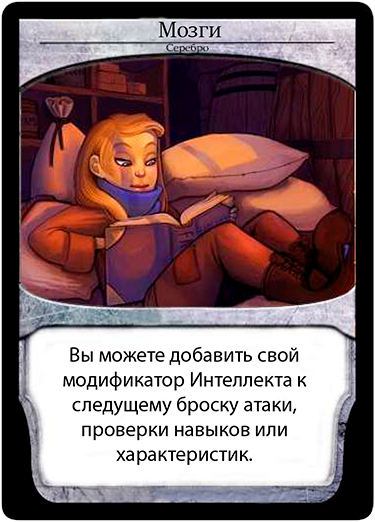 Мозги
Серебро
Вы можете добавить свой
модификатор Интеллекта к
следущему броску атаки,
проверки навыков или
характеристик.